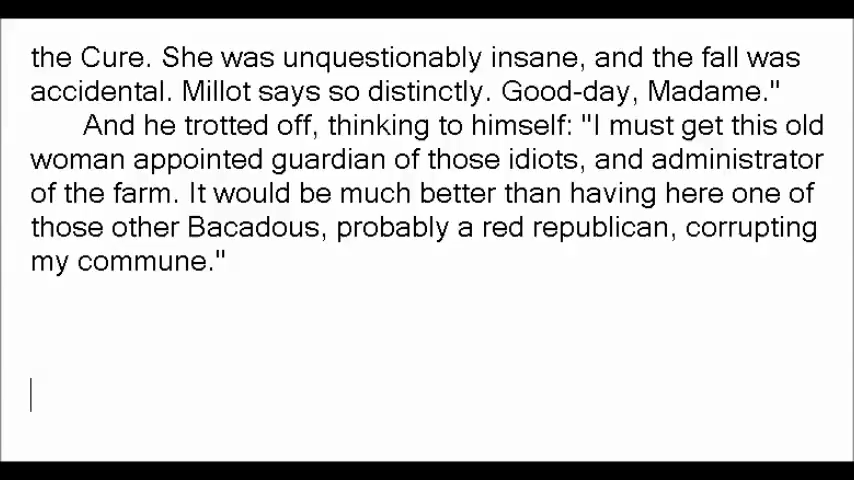 the Cure. She was unquestionably insane, and the fall was
accidental. Millot says so distinctly. Good-day, Madame."
And he trotted off, thinking to himself: "I must get this old
woman appointed guardian of those idiots, and administrator
of the farm. It would be much better than having here one of
those other Bacadous, probably a red republican, corrupting
my commune."